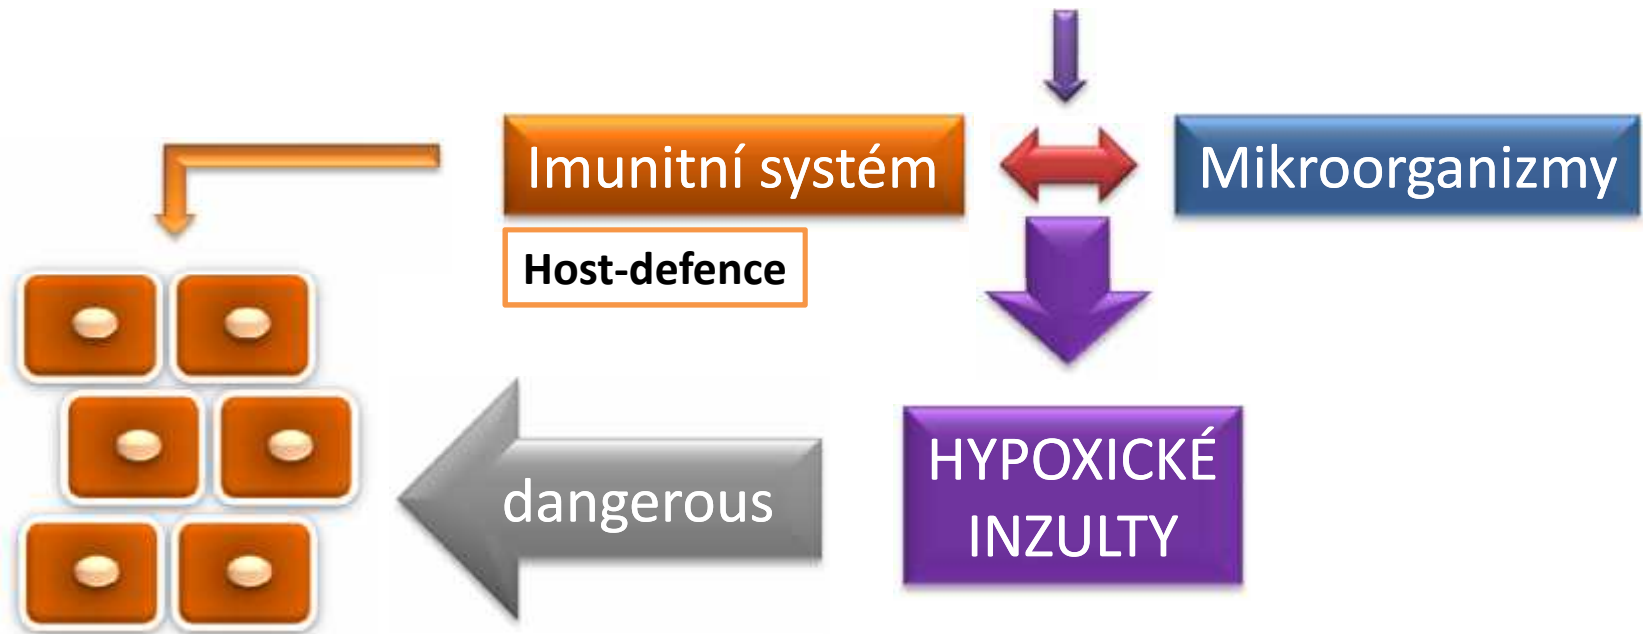 Imunitní systém
Mikroorganizmy
Host-defence
HYPOXICKÉ
INZULTY
dangerous